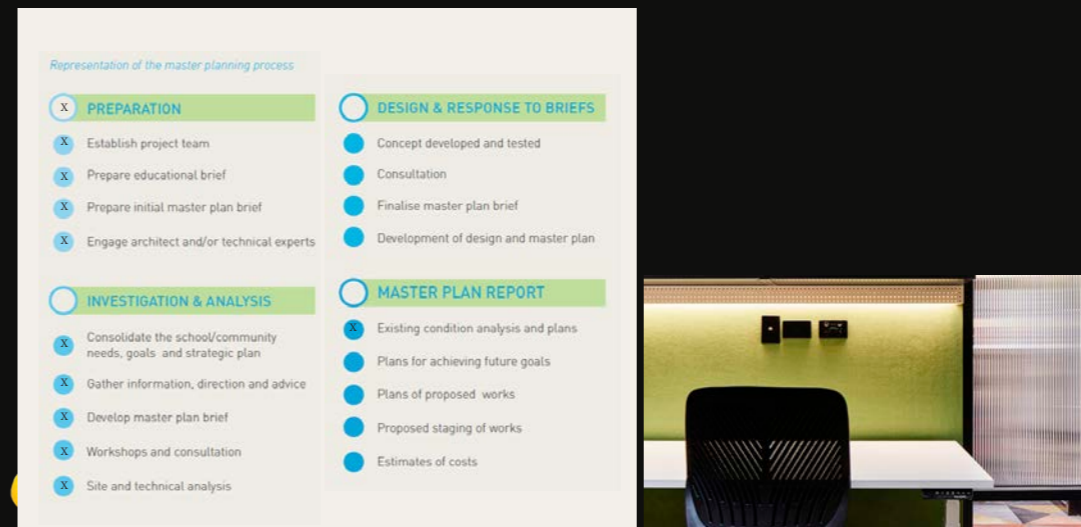 Representation of the master planning process
X PREPARATION
X Establish project team
X Prepare educational brief
X Prepare initial master plan brief
X Engage architect and/or technical experts
INVESTIGATION & ANALYSIS
X Consolidate the school/community
needs, goals and strategic plan
X Gather information, direction and advice
X Develop master plan brief
X Workshops and consultation
X Site and technical analysis
DESIGN & RESPONSE TO BRIEFS
Concept developed and tested
Consultation
Finalise master plan brief
Development of design and master plan
MASTER PLAN REPORT
X Existing condition analysis and plans
Plans for achieving future goals
Plans of proposed works
Proposed staging of works
Estimates of costs